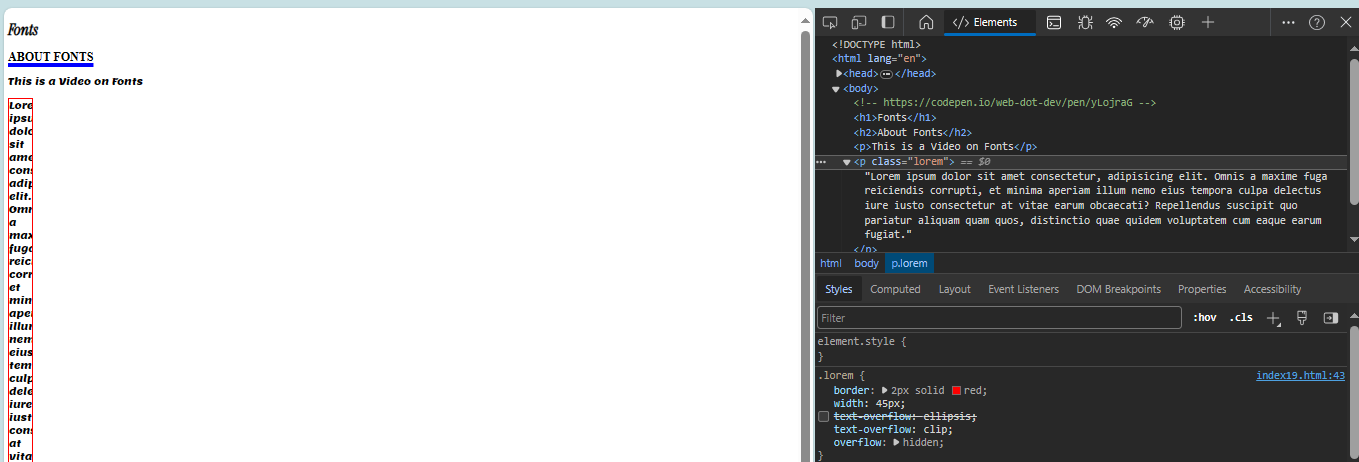 Fonts
ABOUT FONTS
This is a Video on Fonts
Lore
ipsu
dolo
sit
ame
cons
adip
elit.
Omn
a
max
fuga
reic
corr
et
min
ape
illur
nem
eius
tem
culp
dele
iure
iust
cons
at
vita
Elements
<!DOCTYPE html>
<html lang="en">
<head> ••• </head>
<body>
<!-- https://codepen.io/web-dot-dev/pen/yLojraG -->
<h1>Fonts</h1>
<h2>About Fonts</h2>
<p>This is a Video on Fonts</p>
••• <p class="lorem"> == $0
"Lorem ipsum dolor sit amet consectetur, adipisicing elit. Omnis a maxime fuga
reiciendis corrupti, et minima aperiam illum nemo eius tempora culpa delectus
iure iusto consectetur at vitae earum obcaecati? Repellendus suscipit quo
pariatur aliquam quam quos, distinctio quae quidem voluptatem cum eaque earum
fugiat."
</p>
html body p.lorem
Styles Computed Layout Event Listeners DOM Breakpoints Properties Accessibility
Filter :hov .cls
element.style {
}
.lorem { index19.html:43
border: 2px solid red;
width: 45px;
text-overflow: ellipsis;
text-overflow: clip;
overflow: hidden;
}